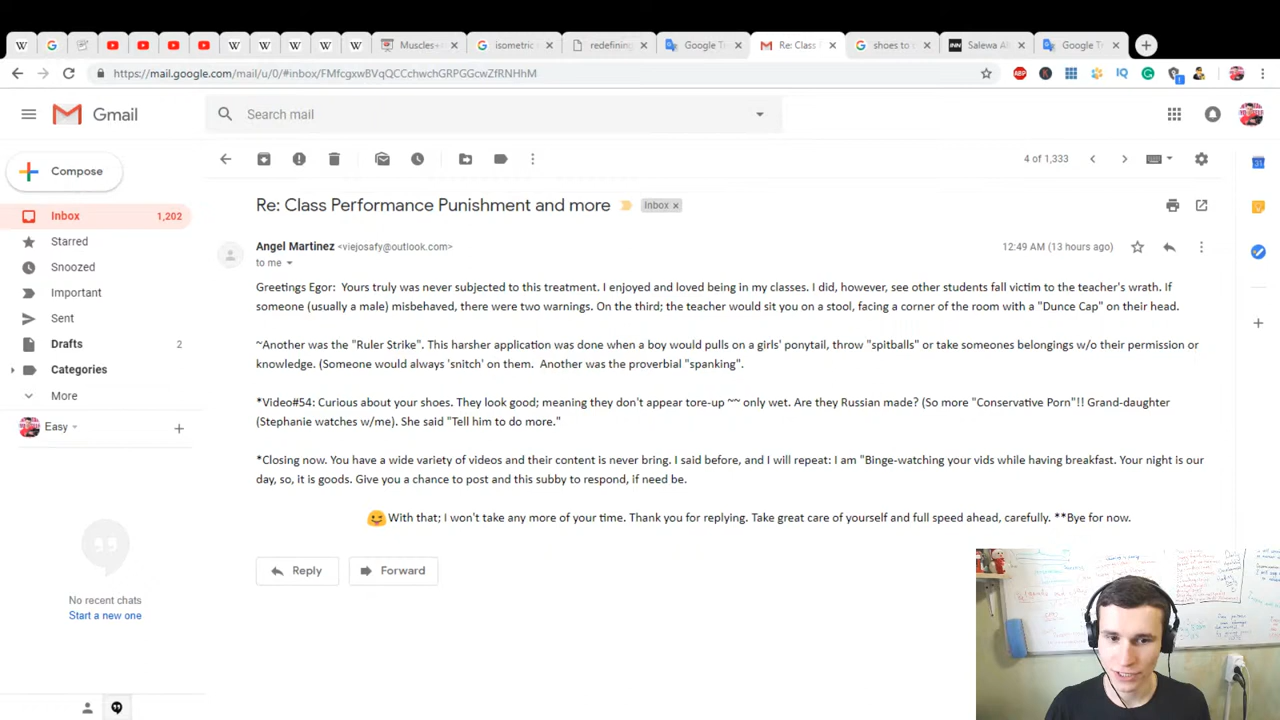 Muscles+
isometric
redefining
Google Tr
Re: Class
shoes to
INN
Salewa Al
Google Tr
https://mail.google.com/mail/u/0/#inbox/FMfcgxwBVqQCCchwchGRPGGcwZfRNHhM
ABP
IQ
Gmail
Search mail
Compose
4 of 1,333
Inbox 1,202
Starred
Snoozed
Important
Sent
Drafts 2
Categories
More
Easy
No recent chats
Start a new one
Re: Class Performance Punishment and more
Inbox x
Angel Martinez <viejosafy@outlook.com>
12:49 AM (13 hours ago)
to me
Greetings Egor: Yours truly was never subjected to this treatment. I enjoyed and loved being in my classes. I did, however, see other students fall victim to the teacher's wrath. If
someone (usually a male) misbehaved, there were two warnings. On the third; the teacher would sit you on a stool, facing a corner of the room with a "Dunce Cap" on their head.
~Another was the "Ruler Strike". This harsher application was done when a boy would pulls on a girls' ponytail, throw "spitballs" or take someones belongings w/o their permission or
knowledge. (Someone would always 'snitch' on them. Another was the proverbial "spanking".
*Video#54: Curious about your shoes. They look good; meaning they don't appear tore-up ~~ only wet. Are they Russian made? (So more "Conservative Porn"!! Grand-daughter
(Stephanie watches w/me). She said "Tell him to do more."
*Closing now. You have a wide variety of videos and their content is never bring. I said before, and I will repeat: I am "Binge-watching your vids while having breakfast. Your night is our
day, so, it is goods. Give you a chance to post and this subby to respond, if need be.
With that; I won't take any more of your time. Thank you for replying. Take great care of yourself and full speed ahead, carefully. **Bye for now.
Reply
Forward